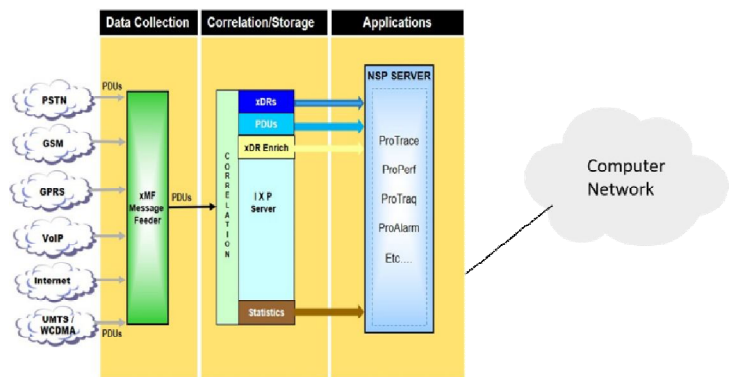 Data Collection
Correlation/Storage
Applications
PDUs
PSTN
GSM
GPRS
VoIP
Internet
UMTS /
WCDMA
PDUs
xMF
Message
Feeder
PDUs
CORRELATION
xDRs
PDUs
xDR Enrich
I X P
Server
Statistics
NSP SERVER
ProTrace
ProPerf
ProTraq
ProAlarm
Etc....
Computer
Network